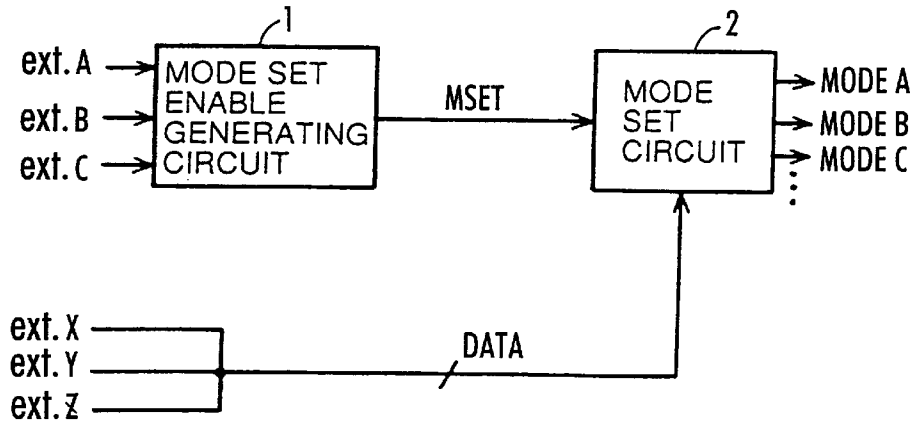 1
ext. A
ext. B
ext. C
MODE SET
ENABLE
GENERATING
CIRCUIT
MSET
2
MODE
SET
CIRCUIT
MODE A
MODE B
MODE C
ext. X
ext. Y
ext. Z
DATA